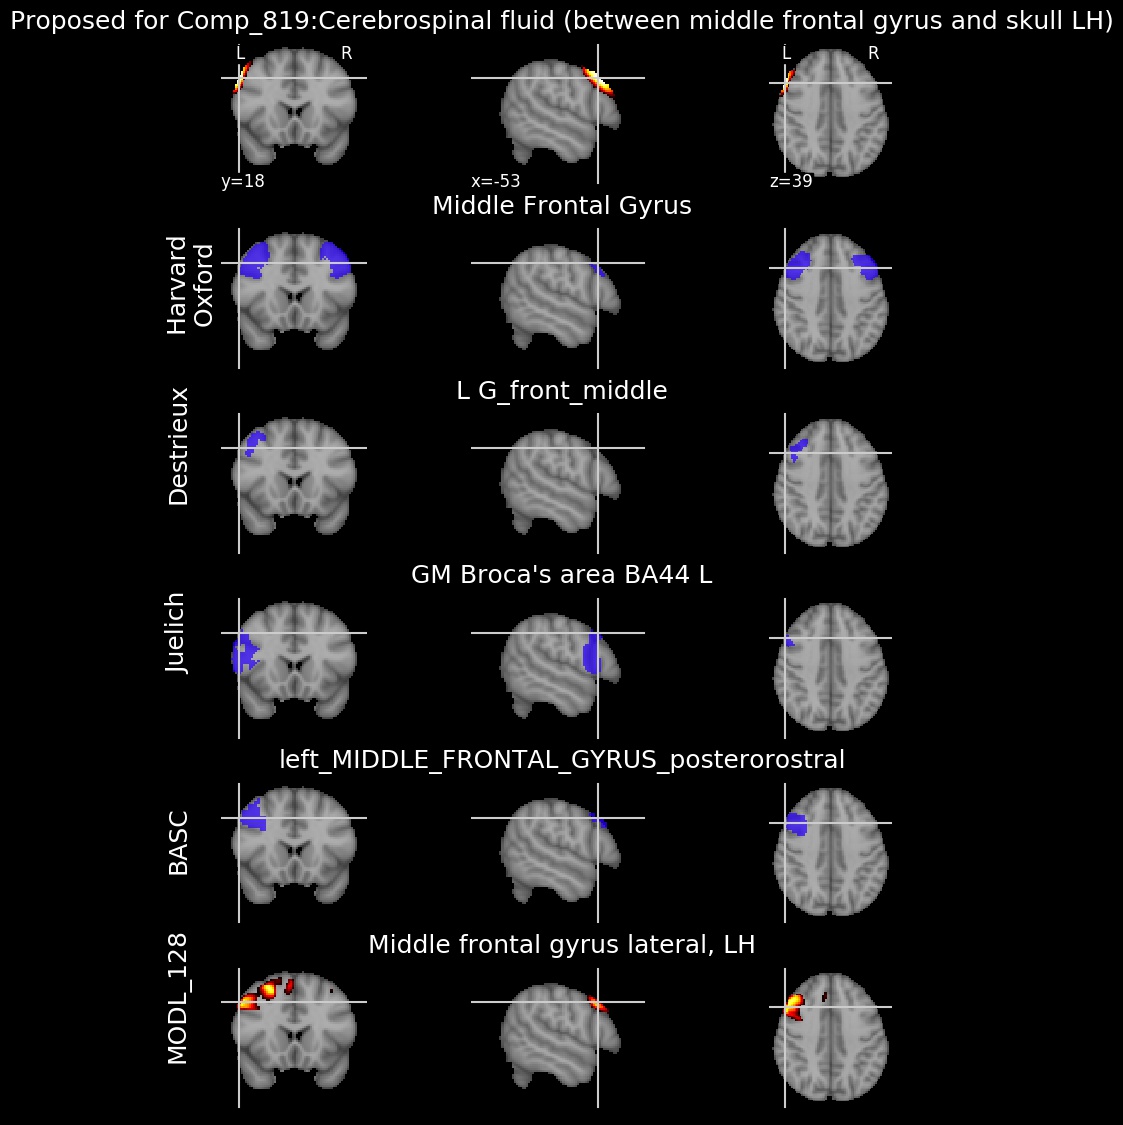 Proposed for Comp_819:Cerebrospinal fluid (between middle frontal gyrus and skull LH)
L R L R
y=18 x=-53 z=39
Middle Frontal Gyrus
Harvard
Oxford
L G_front_middle
Destrieux
GM Broca's area BA44 L
Juelich
left_MIDDLE_FRONTAL_GYRUS_posterorostral
BASC
Middle frontal gyrus lateral, LH
MODL_128